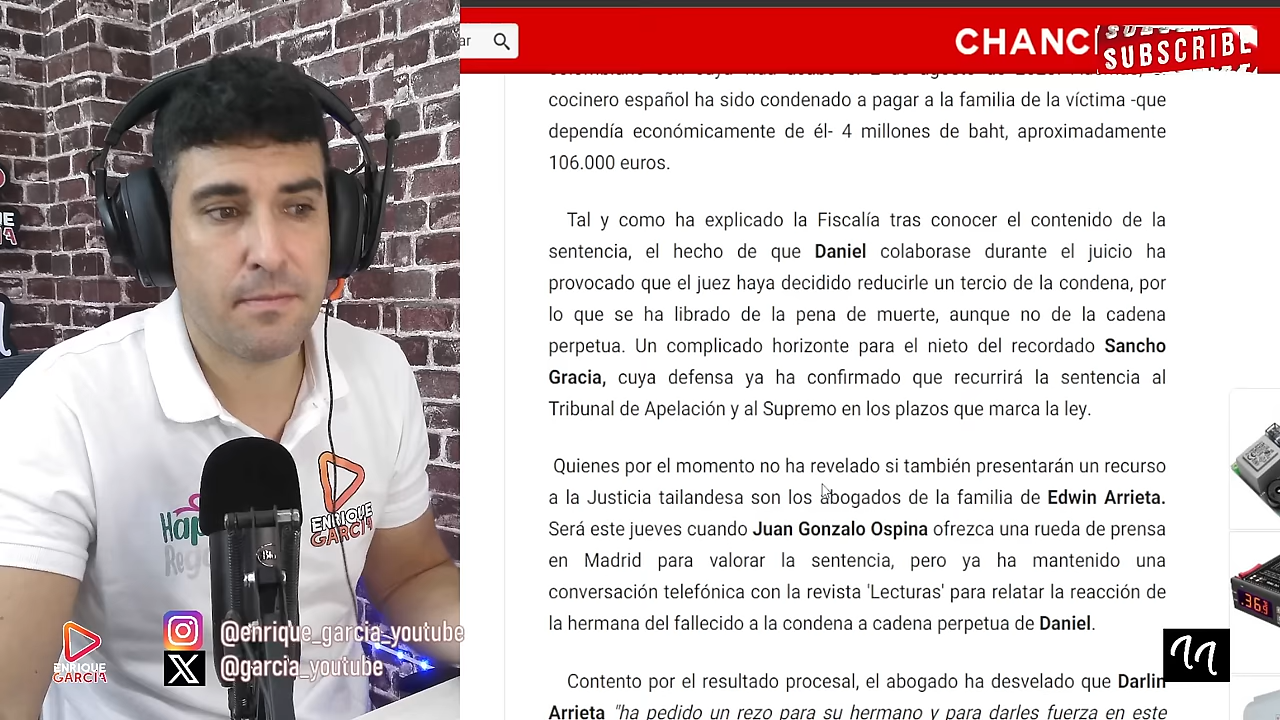 ar
CHANC
SUBSCRIBE
cocinero español ha sido condenado a pagar a la familia de la víctima -que
dependía económicamente de él- 4 millones de baht, aproximadamente
106.000 euros.
Tal y como ha explicado la Fiscalía tras conocer el contenido de la
sentencia, el hecho de que Daniel colaborase durante el juicio ha
provocado que el juez haya decidido reducirle un tercio de la condena, por
lo que se ha librado de la pena de muerte, aunque no de la cadena
perpetua. Un complicado horizonte para el nieto del recordado Sancho
Gracia, cuya defensa ya ha confirmado que recurrirá la sentencia al
Tribunal de Apelación y al Supremo en los plazos que marca la ley.
Quienes por el momento no ha revelado si también presentarán un recurso
a la Justicia tailandesa son los abogados de la familia de Edwin Arrieta.
Será este jueves cuando Juan Gonzalo Ospina ofrezca una rueda de prensa
en Madrid para valorar la sentencia, pero ya ha mantenido una
conversación telefónica con la revista 'Lecturas' para relatar la reacción de
la hermana del fallecido a la condena a cadena perpetua de Daniel.
Contento por el resultado procesal, el abogado ha desvelado que Darlin
Arrieta "ha pedido un rezo para su hermano y para darles fuerza en este
ENRIQUE
GARCIA
@enrique_garcia_youtube
@garcia_youtube
ENRIQUE
GARCIA